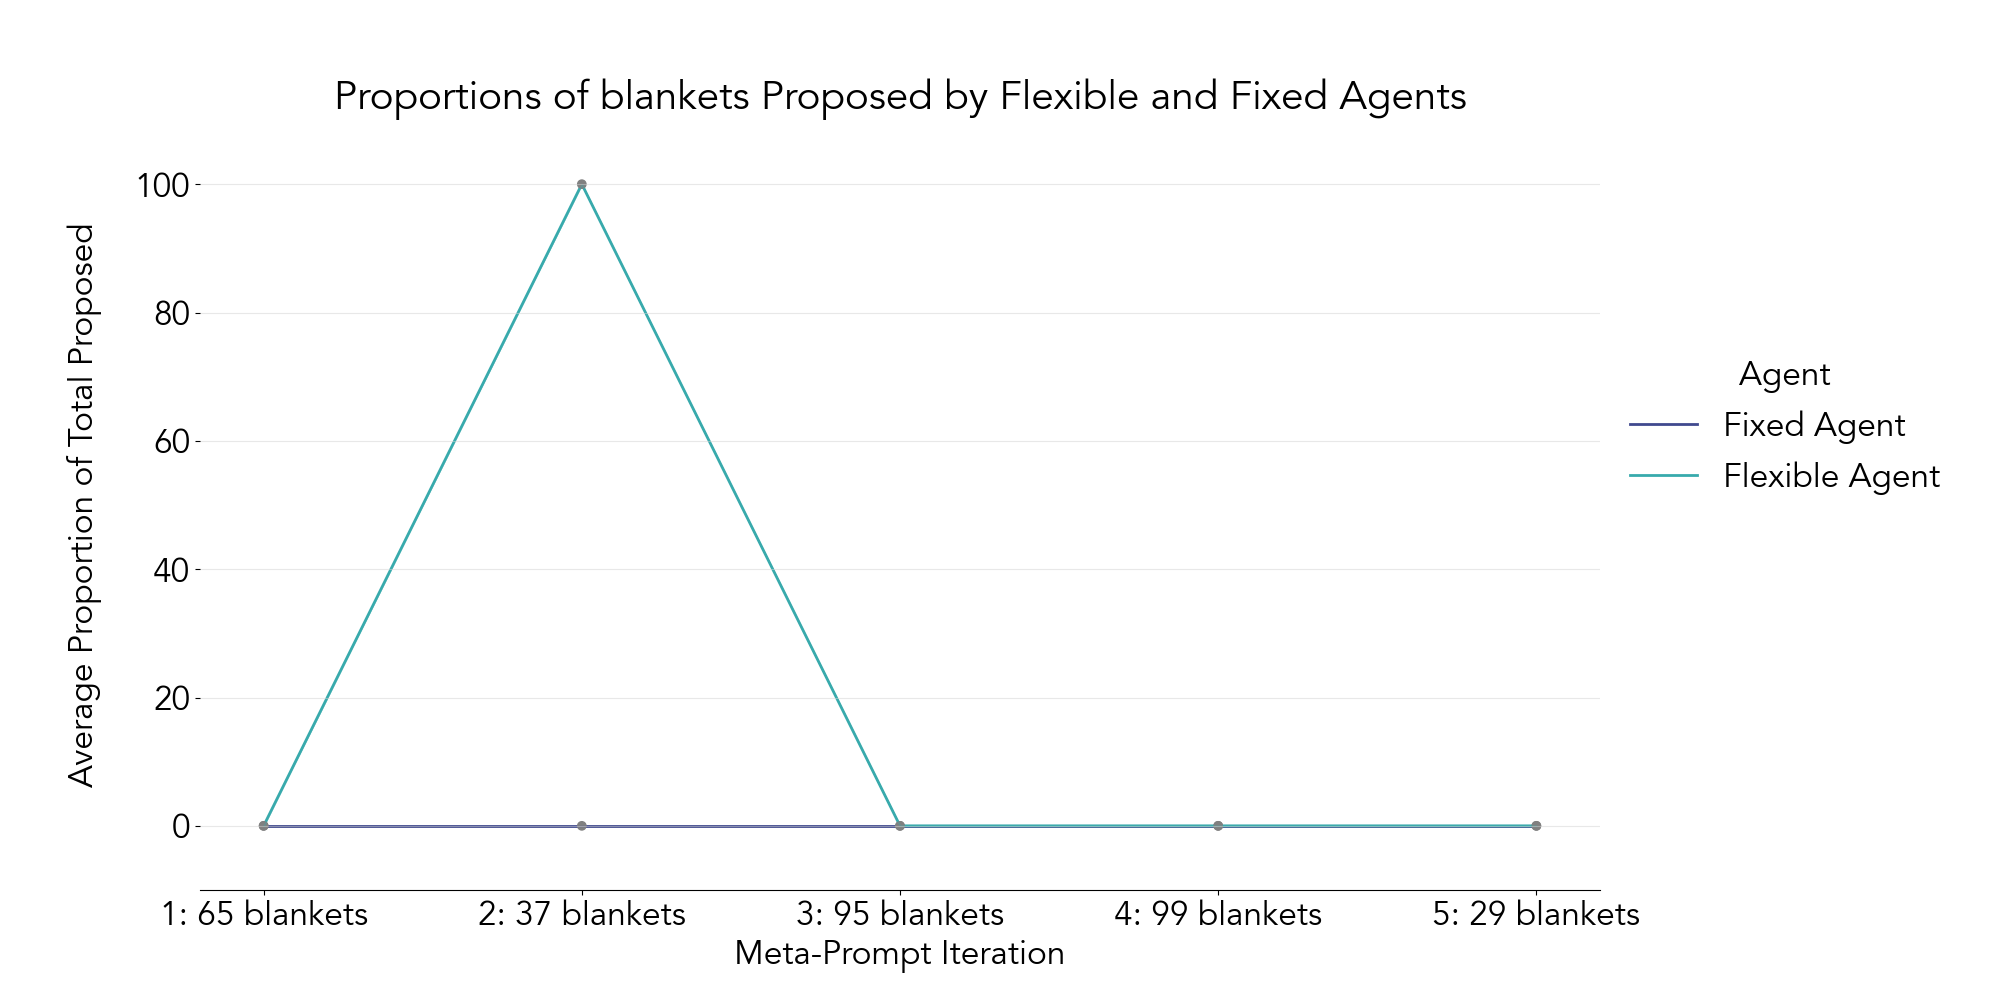 Proportions of blankets Proposed by Flexible and Fixed Agents
Average Proportion of Total Proposed
100
80
60
40
20
0
1: 65 blankets
2: 37 blankets
3: 95 blankets
4: 99 blankets
5: 29 blankets
Meta-Prompt Iteration
Agent
Fixed Agent
Flexible Agent